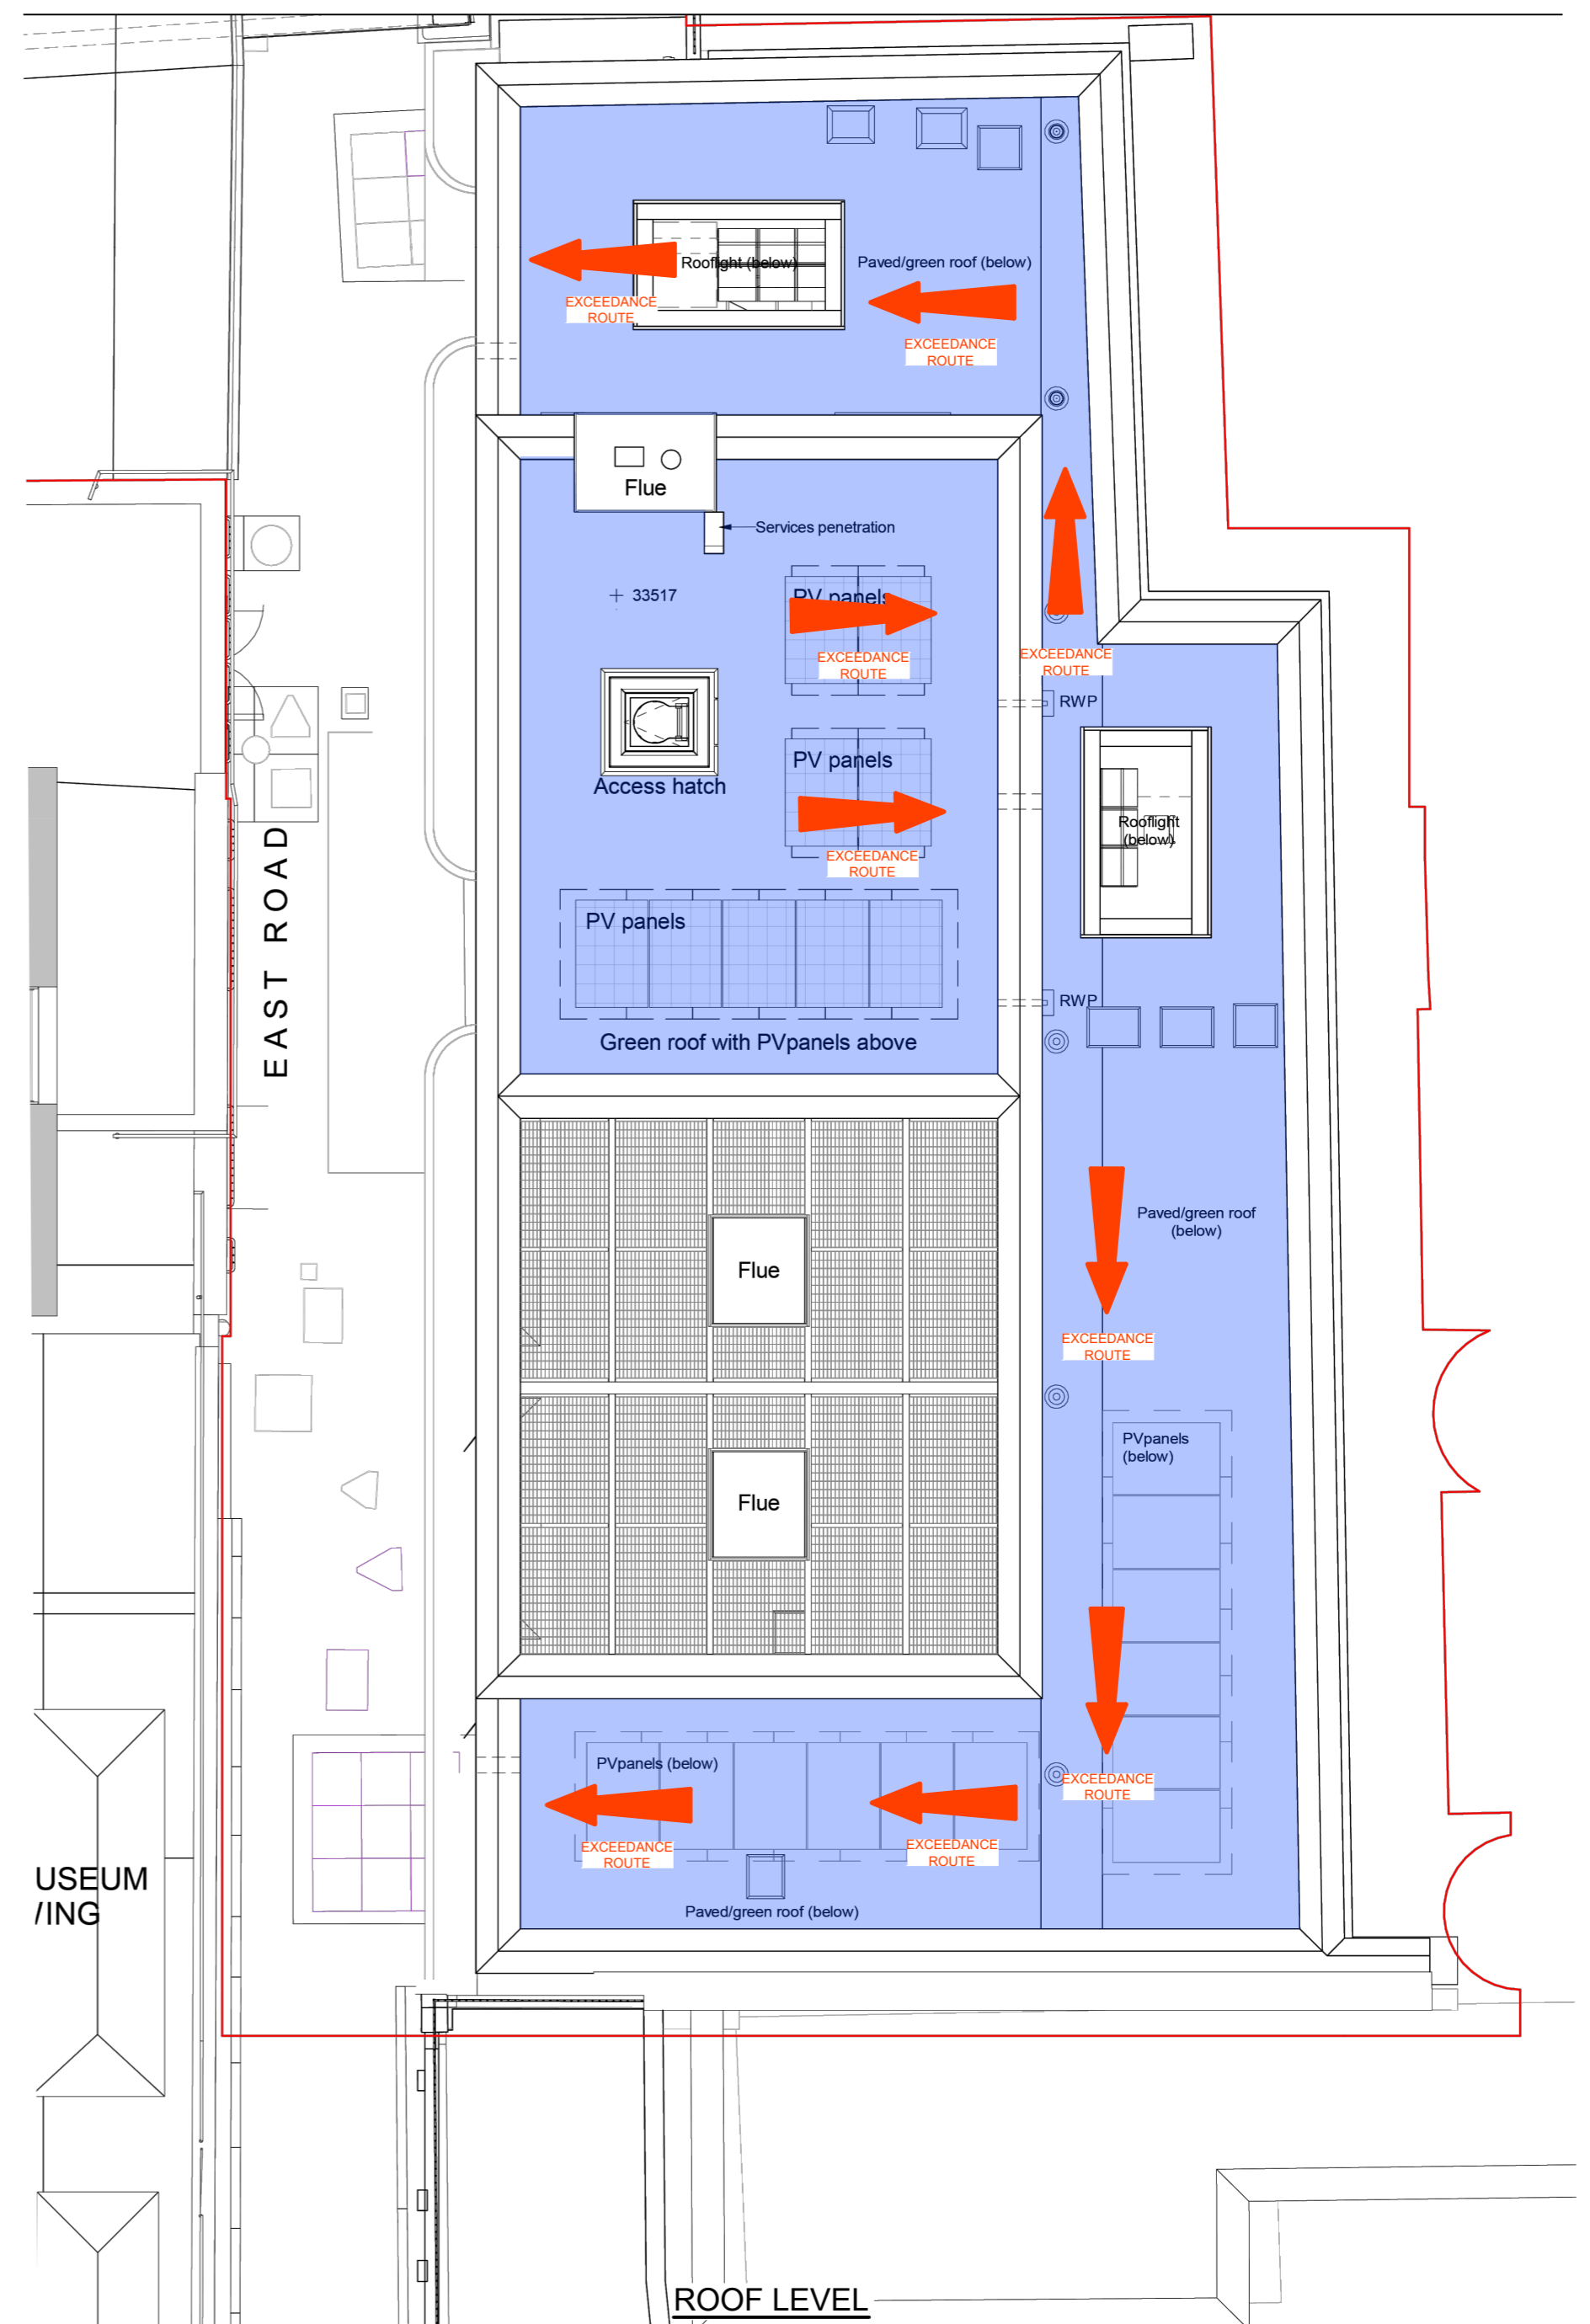 Rooflight (below)
Paved/green roof (below)
EXCEEDANCE
ROUTE
EXCEEDANCE
ROUTE
Flue
Services penetration
33517
PV panels
EXCEEDANCE
ROUTE
EXCEEDANCE
ROUTE
RWP
PV panels
Access hatch
Rooflight
(below)
EXCEEDANCE
ROUTE
EAST ROAD
PV panels
RWP
Green roof with PVpanels above
Paved/green roof
(below)
Flue
EXCEEDANCE
ROUTE
PVpanels
(below)
Flue
PVpanels (below)
EXCEEDANCE
ROUTE
EXCEEDANCE
ROUTE
EXCEEDANCE
ROUTE
USEUM
/ING
Paved/green roof (below)
ROOF LEVEL